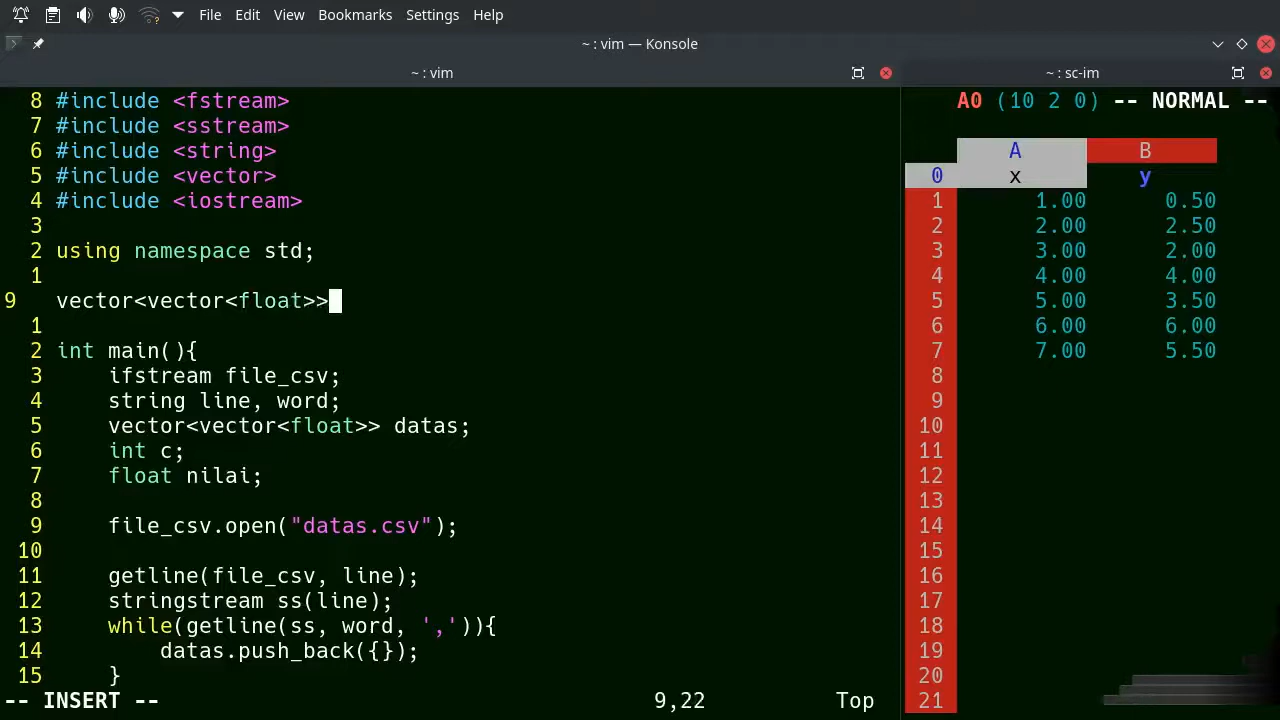 File Edit View Bookmarks Settings Help
~ : vim — Konsole
~ : vim
8 #include <fstream>
7 #include <sstream>
6 #include <string>
5 #include <vector>
4 #include <iostream>
3
2 using namespace std;
1
9 vector<vector<float>>
1
2 int main(){
3 ifstream file_csv;
4 string line, word;
5 vector<vector<float>> datas;
6 int c;
7 float nilai;
8
9 file_csv.open("datas.csv");
10
11 getline(file_csv, line);
12 stringstream ss(line);
13 while(getline(ss, word, ',')){
14 datas.push_back({});
15 }
-- INSERT -- 9,22 Top
~ : sc-im
A0 (10 2 0) -- NORMAL --
A B
0 x y
1 1.00 0.50
2 2.00 2.50
3 3.00 2.00
4 4.00 4.00
5 5.00 3.50
6 6.00 6.00
7 7.00 5.50
8
9
10
11
12
13
14
15
16
17
18
19
20
21